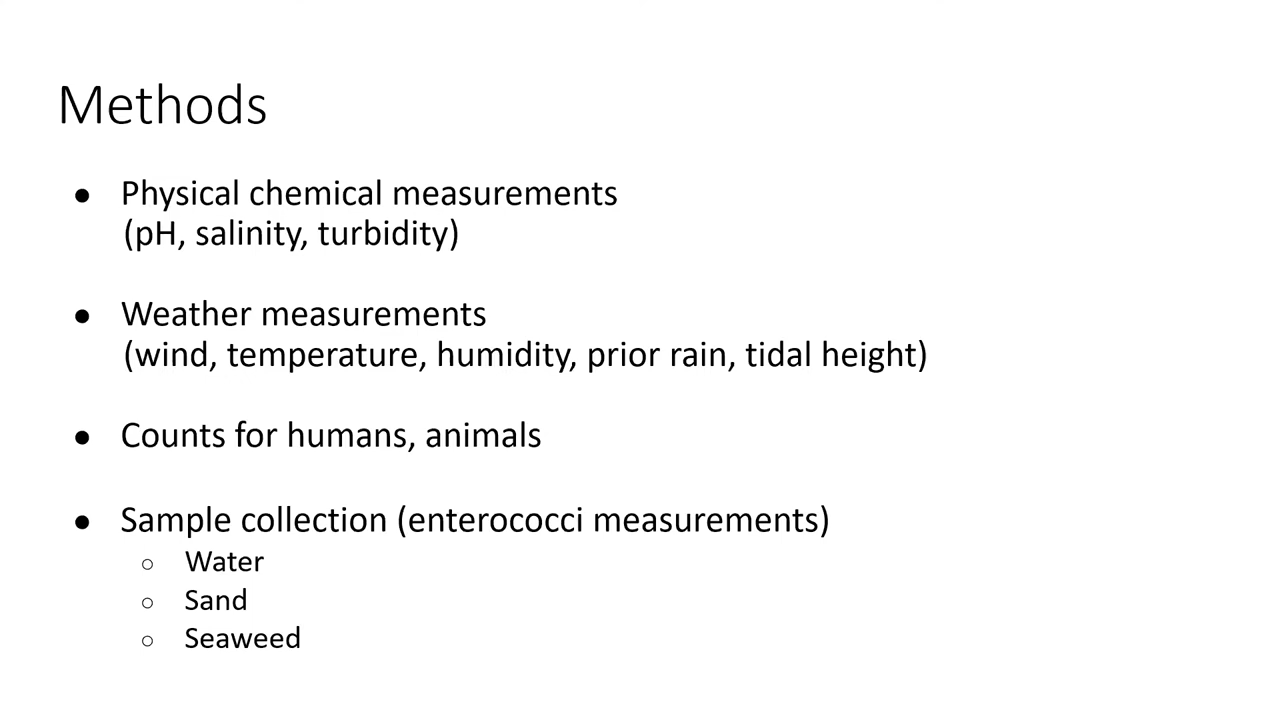 Methods
● Physical chemical measurements
(pH, salinity, turbidity)
● Weather measurements
(wind, temperature, humidity, prior rain, tidal height)
● Counts for humans, animals
● Sample collection (enterococci measurements)
○ Water
○ Sand
○ Seaweed